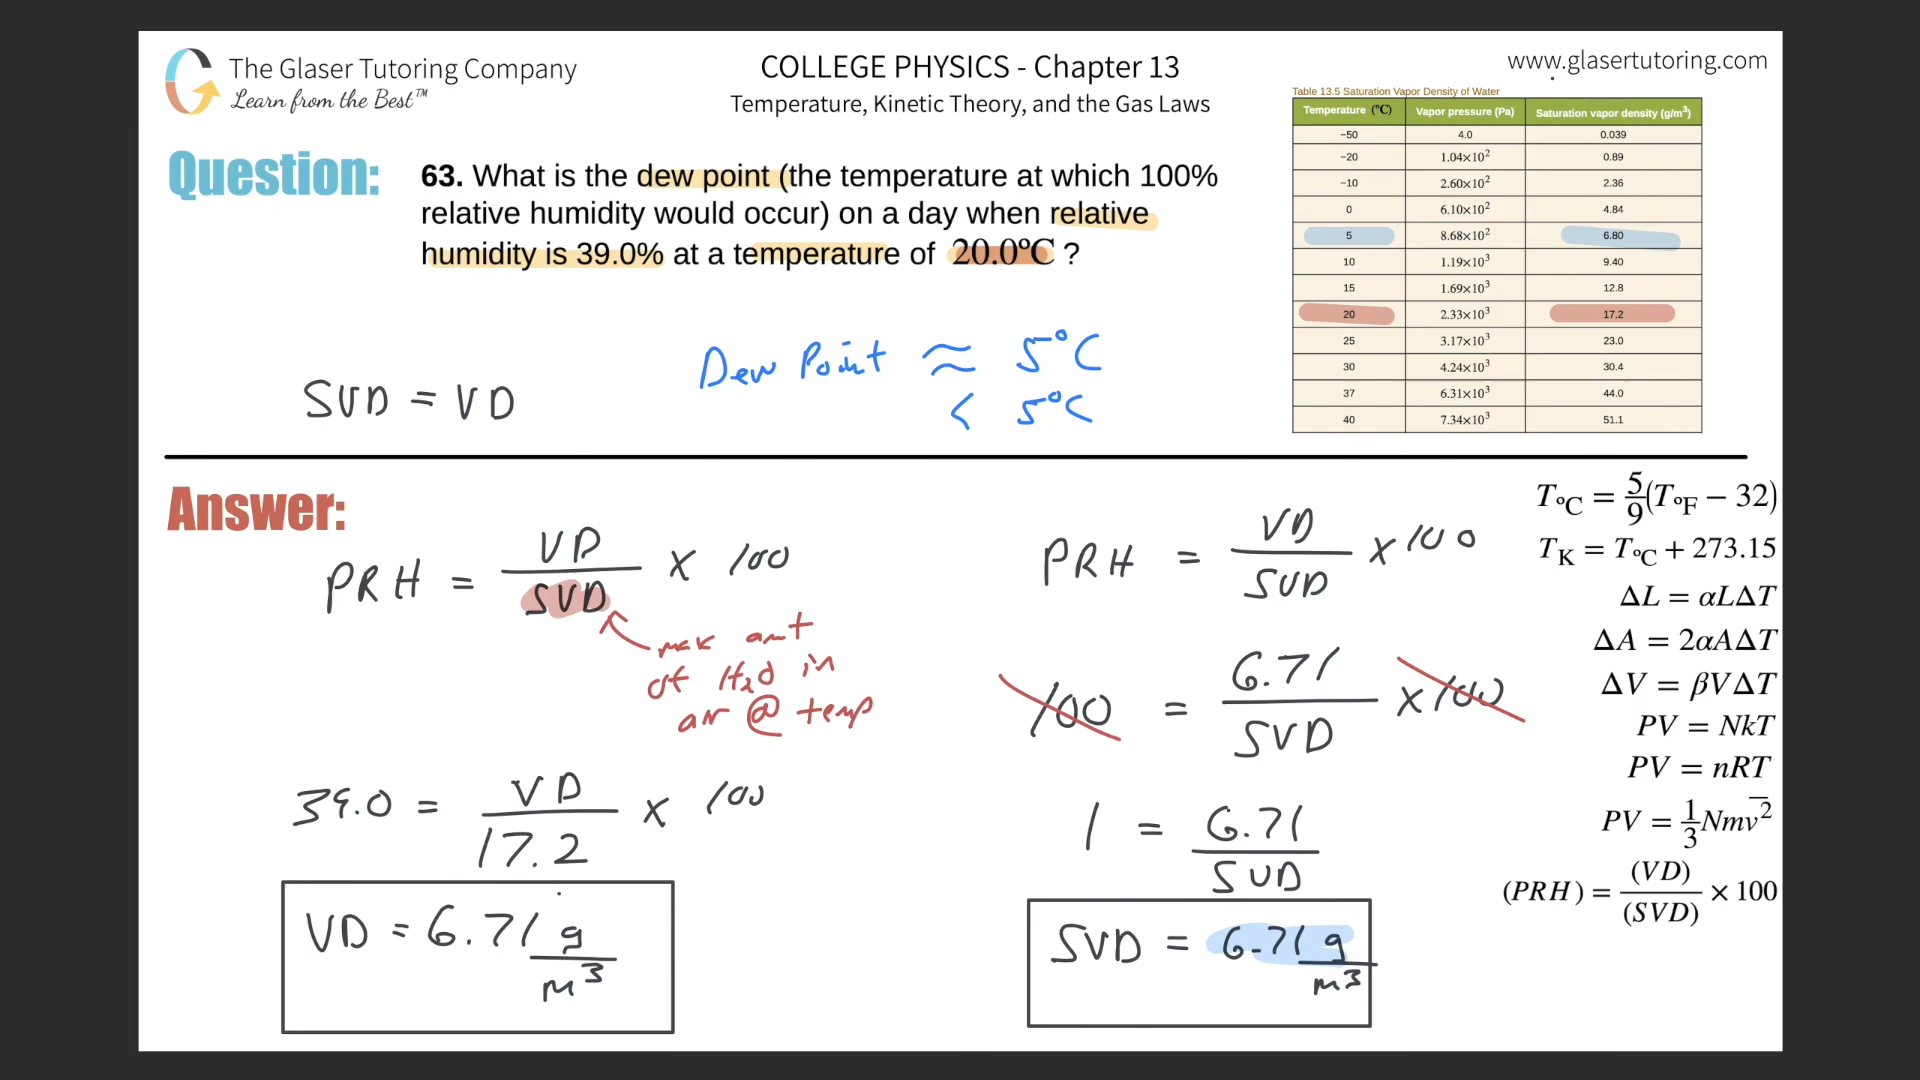 The Glaser Tutoring Company
Learn from the Best™
COLLEGE PHYSICS - Chapter 13
Temperature, Kinetic Theory, and the Gas Laws
www.glasertutoring.com
Table 13.5 Saturation Vapor Density of Water
Temperature (ºC) Vapor pressure (Pa) Saturation vapor density (g/m³)
−50 4.0 0.039
−20 1.04×10² 0.89
−10 2.60×10² 2.36
0 6.10×10² 4.84
5 8.68×10² 6.80
10 1.19×10³ 9.40
15 1.69×10³ 12.8
20 2.33×10³ 17.2
25 3.17×10³ 23.0
30 4.24×10³ 30.4
37 6.31×10³ 44.0
40 7.34×10³ 51.1
Question:
63. What is the dew point (the temperature at which 100%
relative humidity would occur) on a day when relative
humidity is 39.0% at a temperature of 20.0ºC ?
SVD = VD
Dew Point ≈ 5°C
< 5°C
Answer:
PRH = VD / SVD × 100
max amt
of H₂O in
air @ temp
39.0 = VD / 17.2 × 100
VD = 6.71 g / m³
PRH = VD / SVD × 100
100 = 6.71 / SVD × 100
1 = 6.71 / SVD
SVD = 6.71 g / m³
TºC = 5/9 (TºF − 32)
TK = TºC + 273.15
ΔL = αLΔT
ΔA = 2αAΔT
ΔV = βVΔT
PV = NkT
PV = nRT
PV = 1/3 Nmv̅²
(PRH) = (VD) / (SVD) × 100